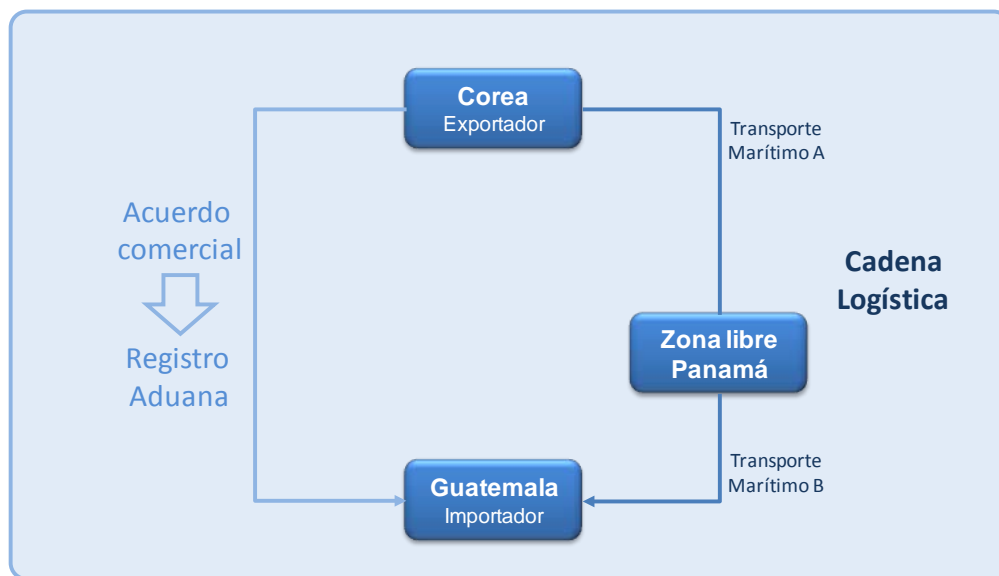 Corea
Exportador
Transporte
Marítimo A
Acuerdo
comercial
Registro
Aduana
Cadena
Logística
Zona libre
Panamá
Transporte
Marítimo B
Guatemala
Importador